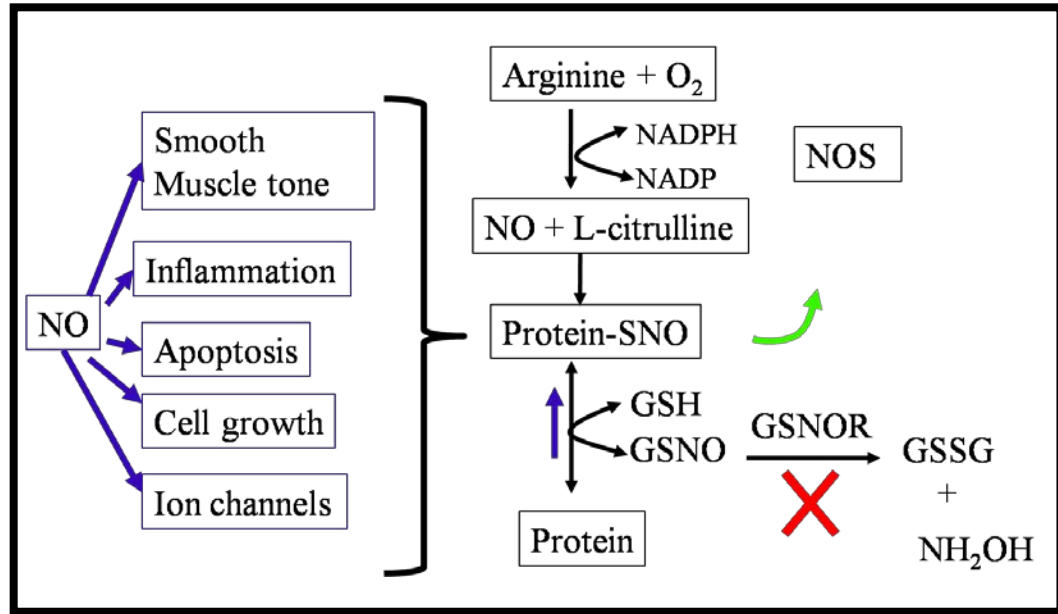 Smooth
Muscle tone
Inflammation
NO
Apoptosis
Cell growth
Ion channels
Arginine + O₂
NADPH
NADP
NOS
NO + L-citrulline
Protein-SNO
GSH
GSNO
GSNOR
GSSG
+
NH₂OH
Protein